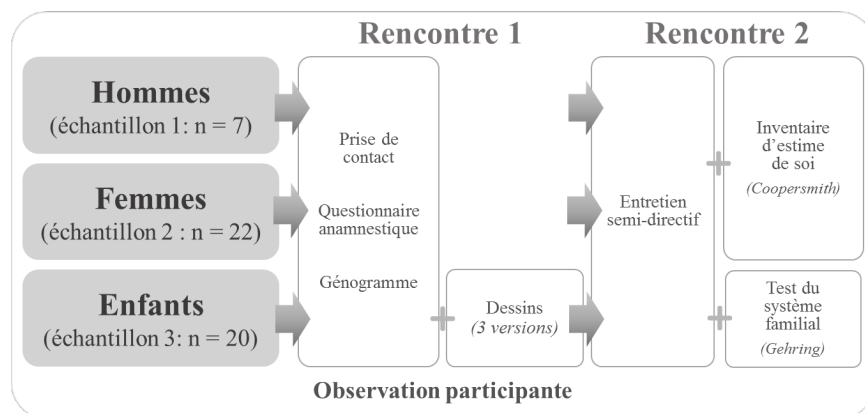 Rencontre 1
Rencontre 2
Hommes
(échantillon 1: n = 7)
Femmes
(échantillon 2 : n = 22)
Enfants
(échantillon 3: n = 20)
Prise de
contact
Questionnaire
anamnestique
Génogramme
Dessins
(3 versions)
Entretien
semi-directif
Inventaire
d'estime
de soi
(Coopersmith)
Test du
système
familial
(Gehring)
Observation participante